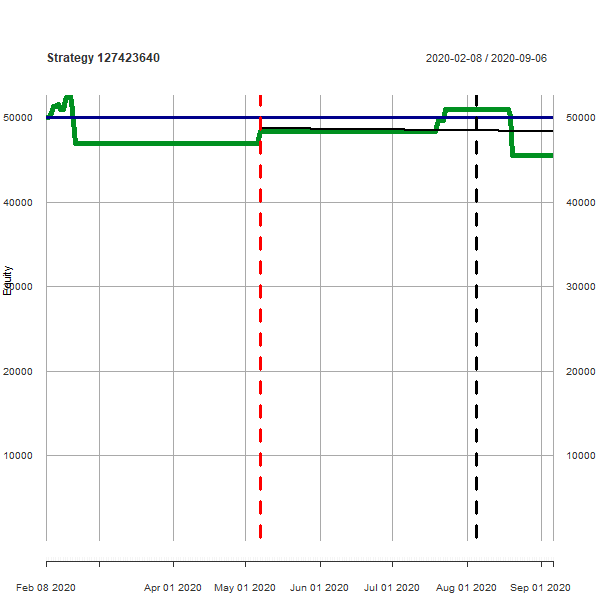 Strategy 127423640
2020-02-08 / 2020-09-06
50000 50000
40000 40000
30000 30000
Equity
20000 20000
10000 10000
Feb 08 2020 Apr 01 2020 May 01 2020 Jun 01 2020 Jul 01 2020 Aug 01 2020 Sep 01 2020